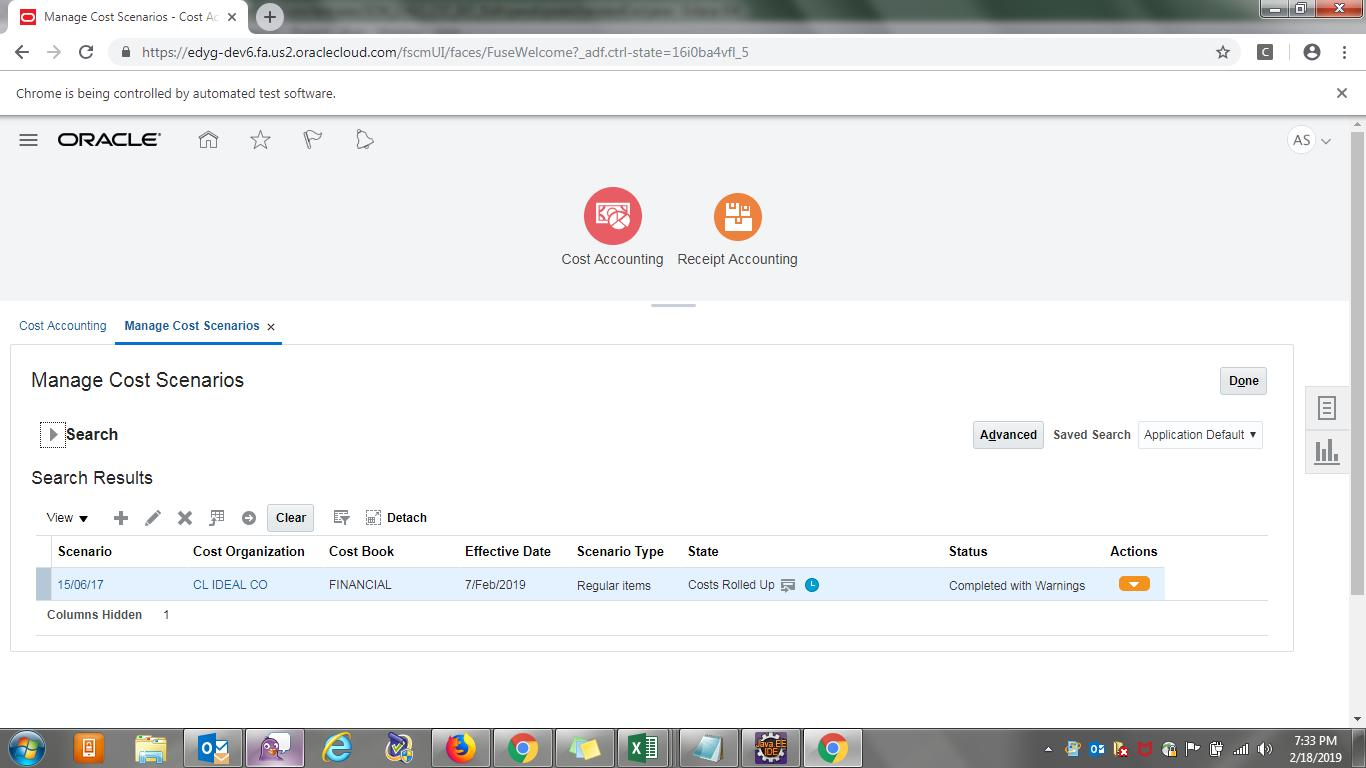 Manage Cost Scenarios - Cost Ac
https://edyg-dev6.fa.us2.oraclecloud.com/fscmUI/faces/FuseWelcome?_adf.ctrl-state=16i0ba4vfl_5
C
Chrome is being controlled by automated test software.
ORACLE
AS
Cost Accounting
Receipt Accounting
Cost Accounting
Manage Cost Scenarios
Manage Cost Scenarios
Done
Search
Advanced
Saved Search
Application Default
Search Results
View
Clear
Detach
Scenario Cost Organization Cost Book Effective Date Scenario Type State Status Actions
15/06/17 CL IDEAL CO FINANCIAL 7/Feb/2019 Regular items Costs Rolled Up Completed with Warnings
Columns Hidden 1
Java EE
IDE
7:33 PM
2/18/2019